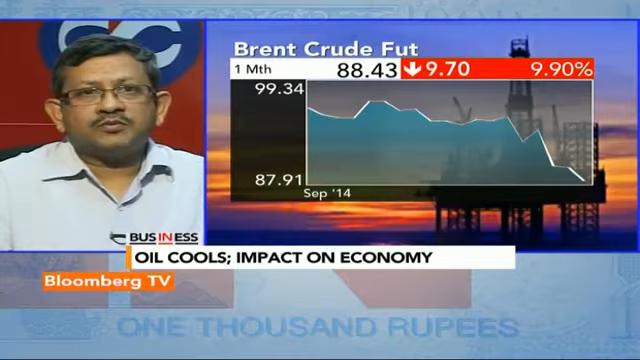 Brent Crude Fut
1 Mth 88.43 9.70 9.90%
99.34
87.91
Sep '14
BUSINESS
OIL COOLS; IMPACT ON ECONOMY
Bloomberg TV
ONE THOUSAND RUPEES